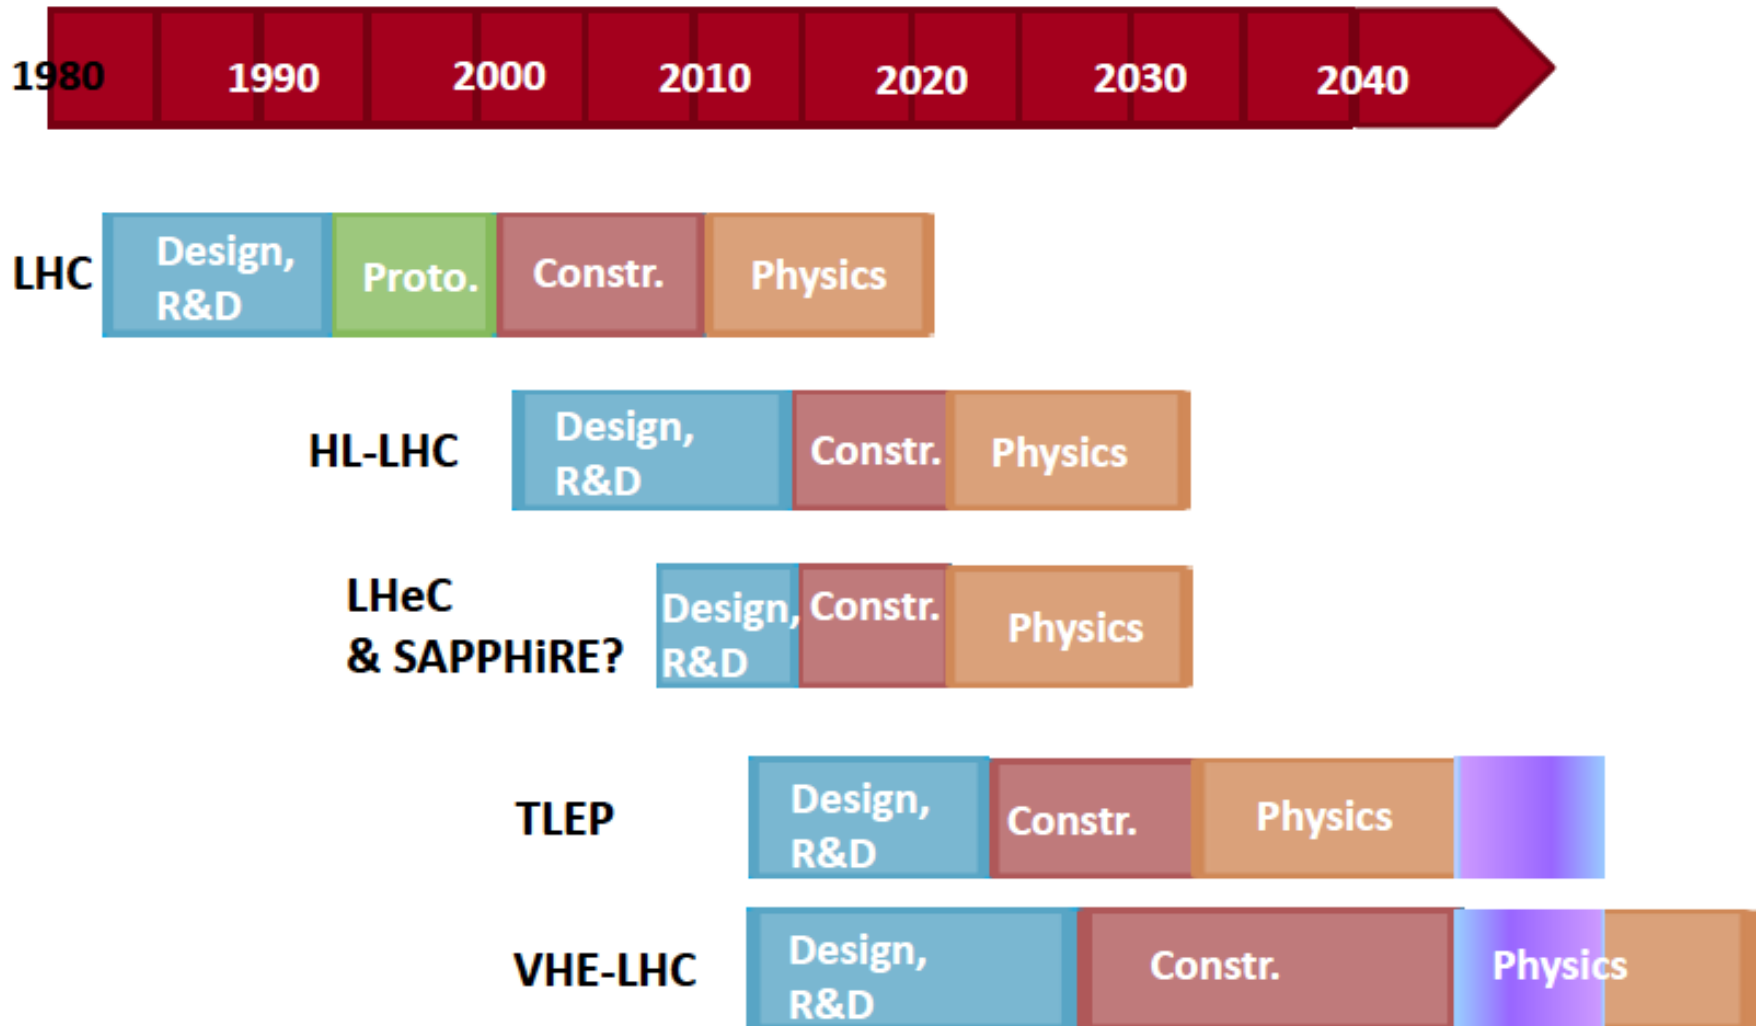 1980 1990 2000 2010 2020 2030 2040
LHC
Design,
R&D
Proto.
Constr.
Physics
HL-LHC
Design,
R&D
Constr.
Physics
LHeC
& SAPPHiRE?
Design,
R&D
Constr.
Physics
TLEP
Design,
R&D
Constr.
Physics
VHE-LHC
Design,
R&D
Constr.
Physics